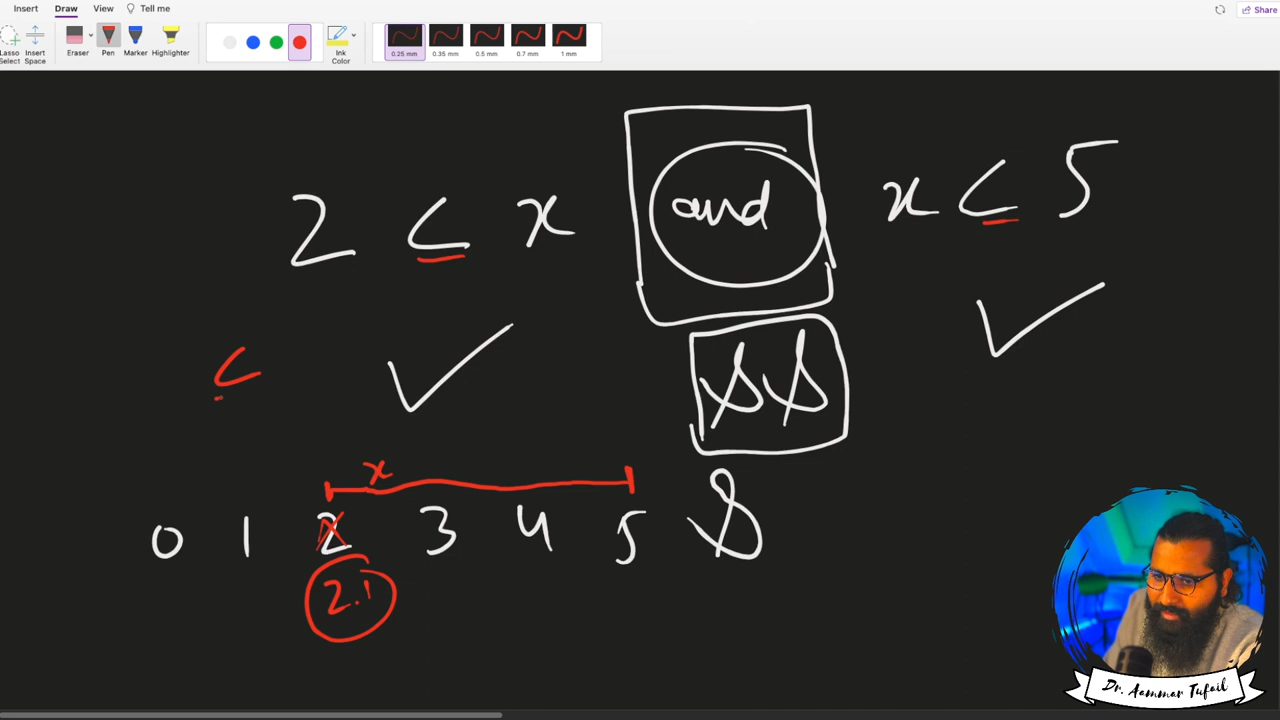 Insert Draw View Tell me Share
Lasso Select Insert Space Eraser Pen Marker Highlighter Ink Color 0.25 mm 0.35 mm 0.5 mm 0.7 mm 1 mm
2 ≤ x and x ≤ 5
≤
&&
x
0 1 2 3 4 5 &
2.1
Dr. Aammar Tufail